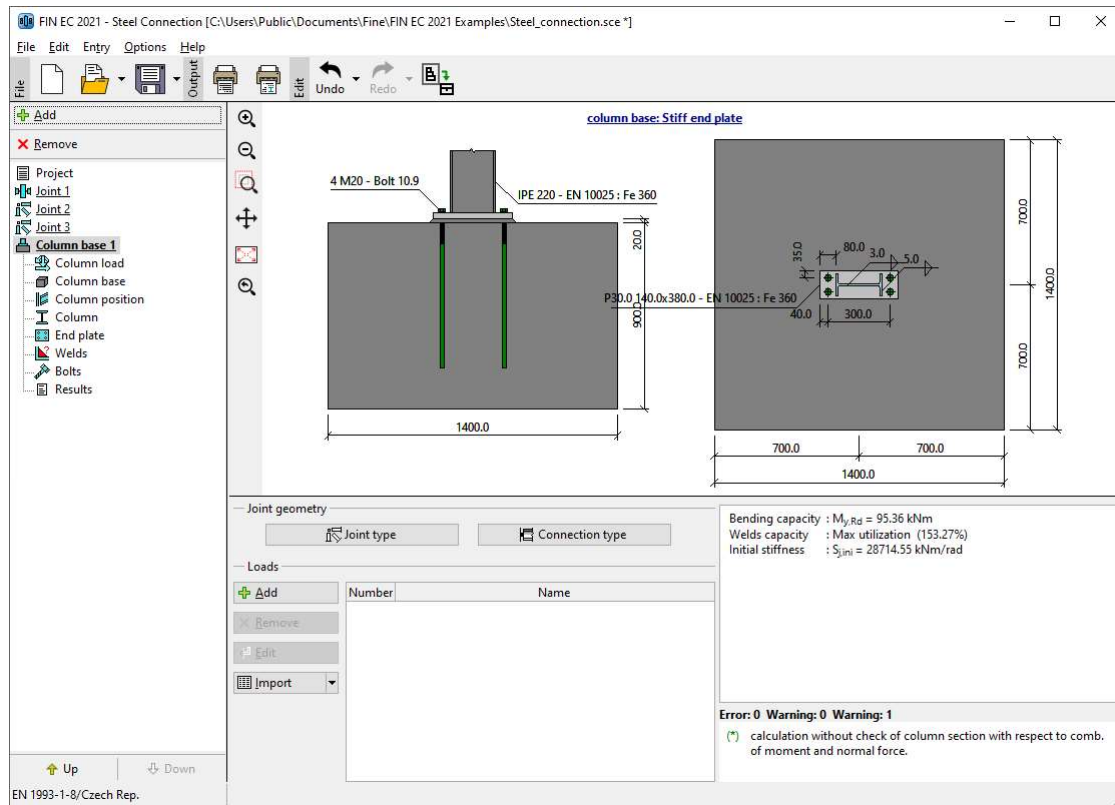 FIN EC 2021 - Steel Connection [C:\Users\Public\Documents\Fine\FIN EC 2021 Examples\Steel_connection.sce *]
File Edit Entry Options Help
File
Output
Edit
Undo
Redo
Add
Remove
Project
Joint 1
Joint 2
Joint 3
Column base 1
Column load
Column base
Column position
Column
End plate
Welds
Bolts
Results
Up
Down
column base: Stiff end plate
4 M20 - Bolt 10.9
IPE 220 - EN 10025 : Fe 360
20.0
900.0
1400.0
35.0
80.0
3.0
5.0
P30.0 140.0x380.0 - EN 10025 : Fe 360
40.0
300.0
700.0
1400.0
700.0
700.0
700.0
1400.0
Joint geometry
Joint type
Connection type
Loads
Add
Remove
Edit
Import
Number Name
Bending capacity : My,Rd = 95.36 kNm
Welds capacity : Max utilization (153.27%)
Initial stiffness : Sj,ini = 28714.55 kNm/rad
Error: 0 Warning: 0 Warning: 1
(*) calculation without check of column section with respect to comb.
of moment and normal force.
EN 1993-1-8/Czech Rep.